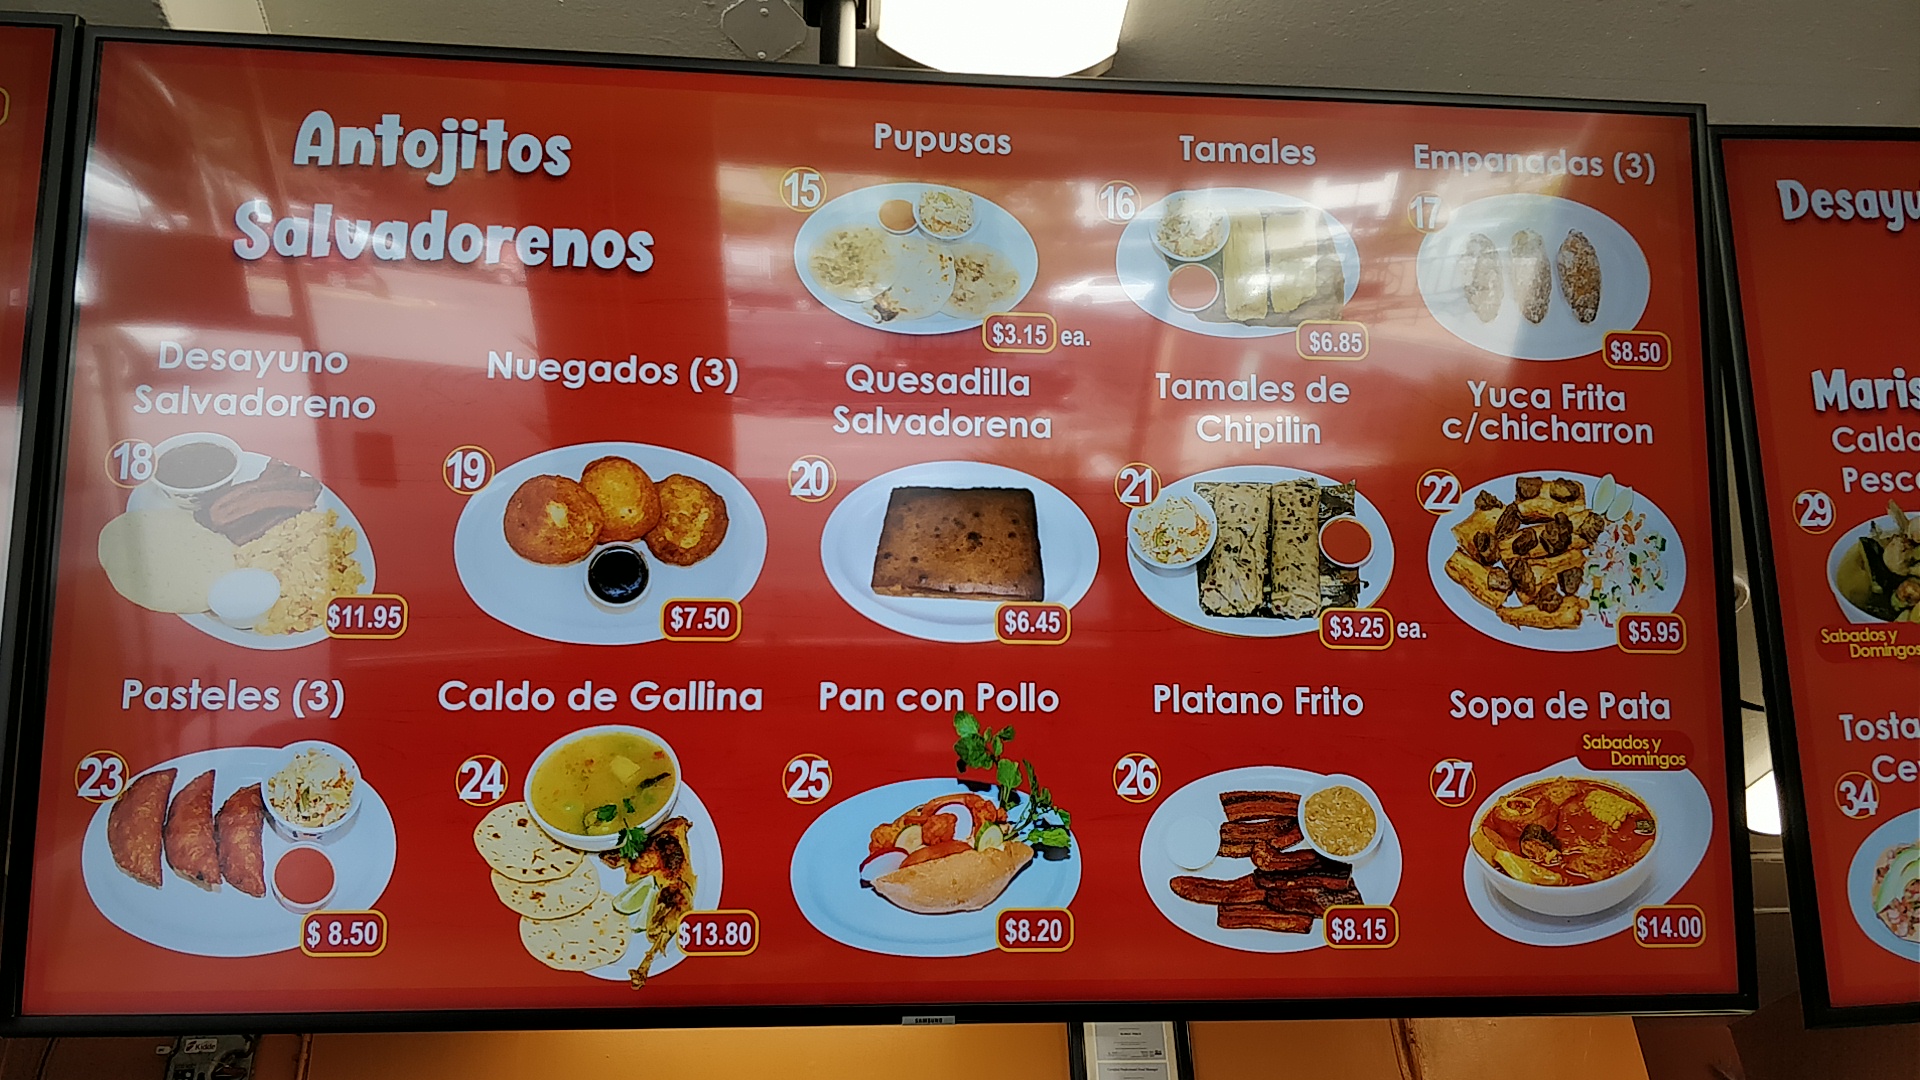 Antojitos
Salvadorenos
Pupusas
15
$3.15 ea.
Tamales
16
$6.85
Empanadas (3)
17
$8.50
Desayuno
Salvadoreno
18
$11.95
Nuegados (3)
19
$7.50
Quesadilla
Salvadorena
20
$6.45
Tamales de
Chipilin
21
$3.25 ea.
Yuca Frita
c/chicharron
22
$5.95
Pasteles (3)
23
$ 8.50
Caldo de Gallina
24
$13.80
Pan con Pollo
25
$8.20
Platano Frito
26
$8.15
Sopa de Pata
Sabados y
Domingos
27
$14.00
SAMSUNG
Kidde
Desayu
Maris
Caldo
Pesc
29
Sabados y
Domingos
Tosta
Ce
34